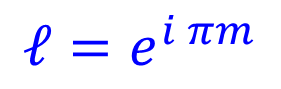 ℓ = e^{i πm}